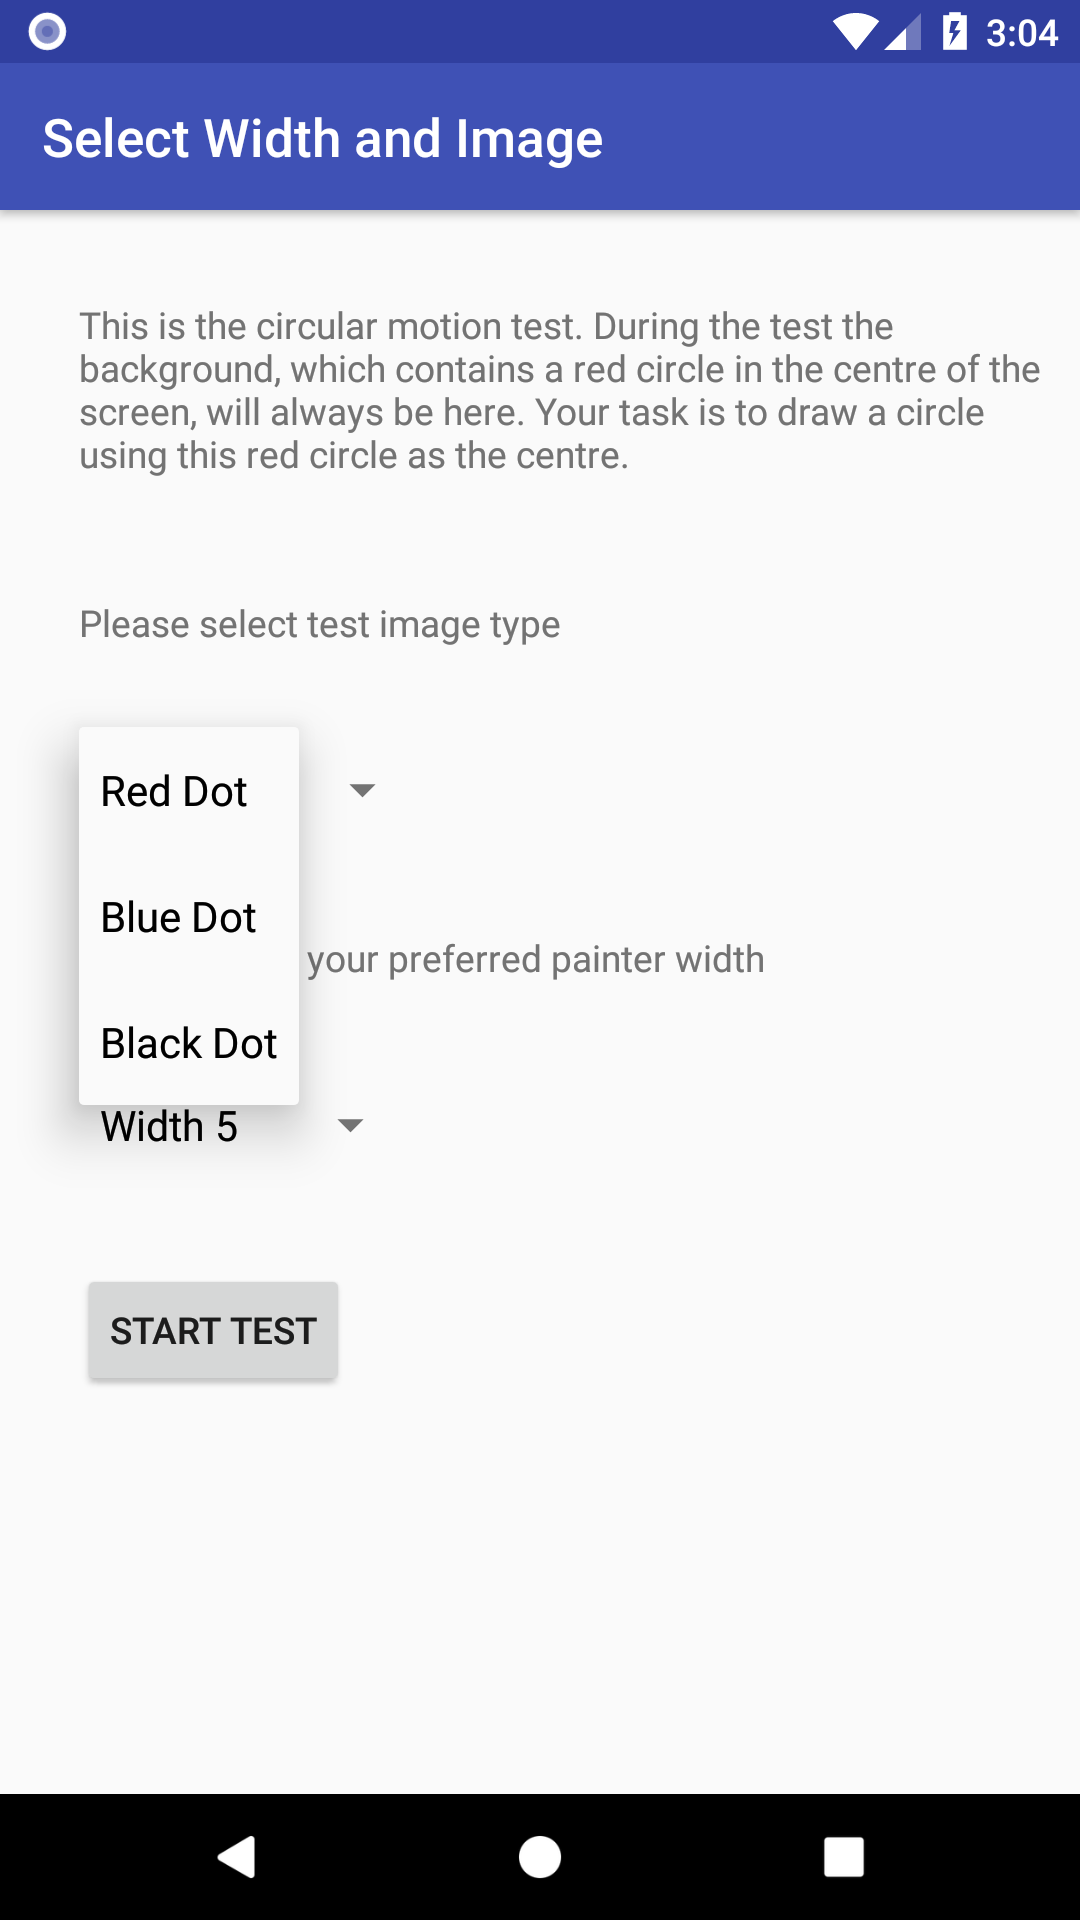 3:04
Select Width and Image
This is the circular motion test. During the test the
background, which contains a red circle in the centre of the
screen, will always be here. Your task is to draw a circle
using this red circle as the centre.
Please select test image type
Red Dot
Blue Dot
your preferred painter width
Black Dot
Width 5
START TEST